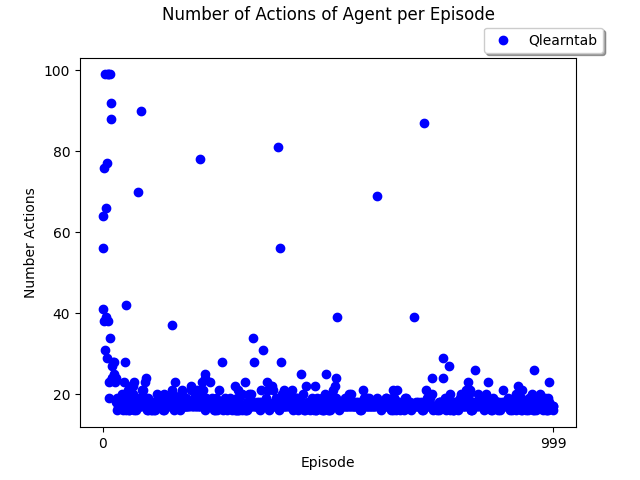 Number of Actions of Agent per Episode
Qlearntab
100
80
60
40
20
Number Actions
0
999
Episode